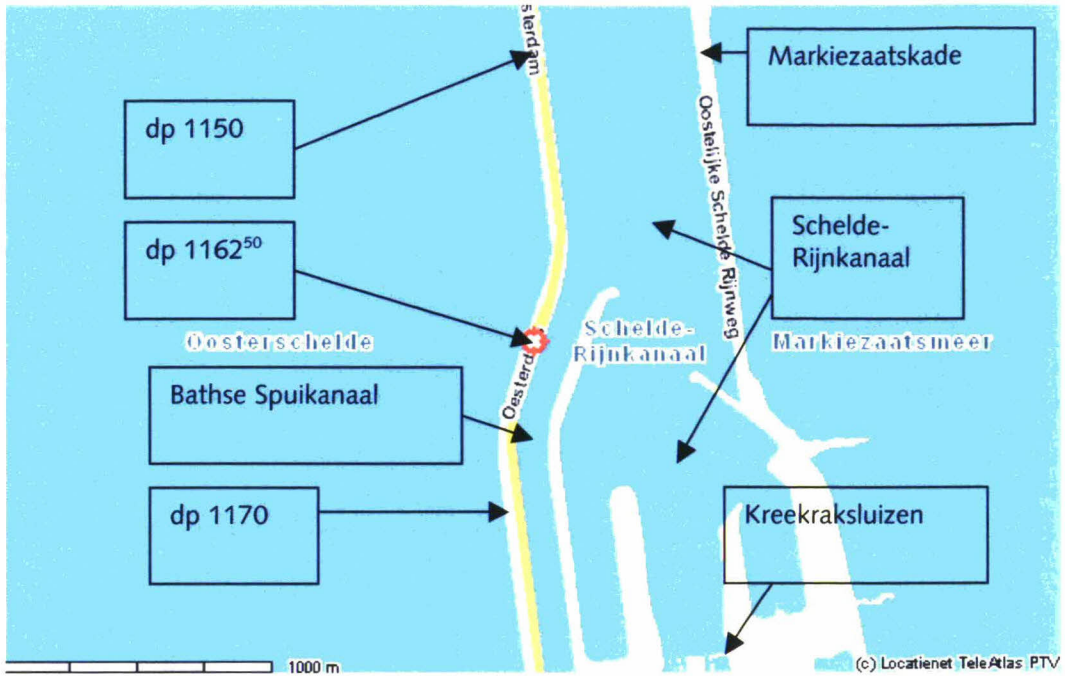 sterdam
Markiezaatskade
dp 1150
Oostelijke Schelde Rijnweg
dp 1162⁵⁰
Schelde-
Rijnkanaal
Oosterschelde
Schelde-
Rijnkanaal
Markiezaatsmeer
Oesterd
Bathse Spuikanaal
dp 1170
Kreekraksluizen
1000 m
(c) Locatienet TeleAtlas PTV